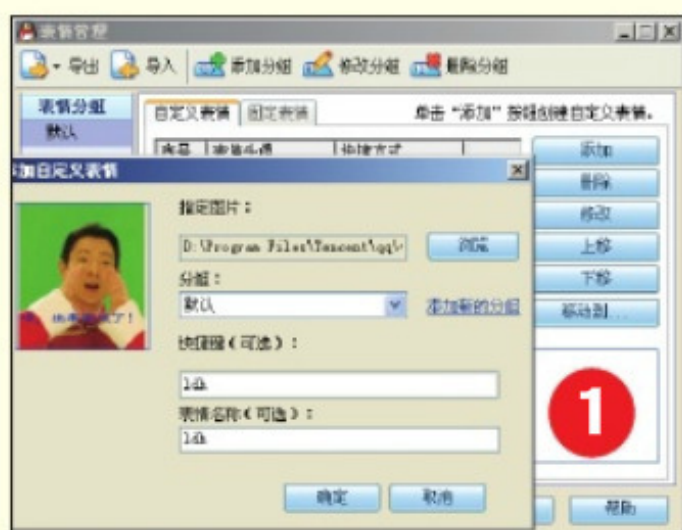 表情管理
导出 导入 添加分组 修改分组 删除分组
表情分组
默认
自定义表情 固定表情 单击“添加”按钮创建自定义表情。
添加
删除
修改
上移
下移
移动到...
添加自定义表情
指定图片：
D:\Program Files\Tencent\qq\
浏览
分组：
默认
添加新的分组
快捷键（可选）：
表情名称（可选）：
确定 取消
帮助
1